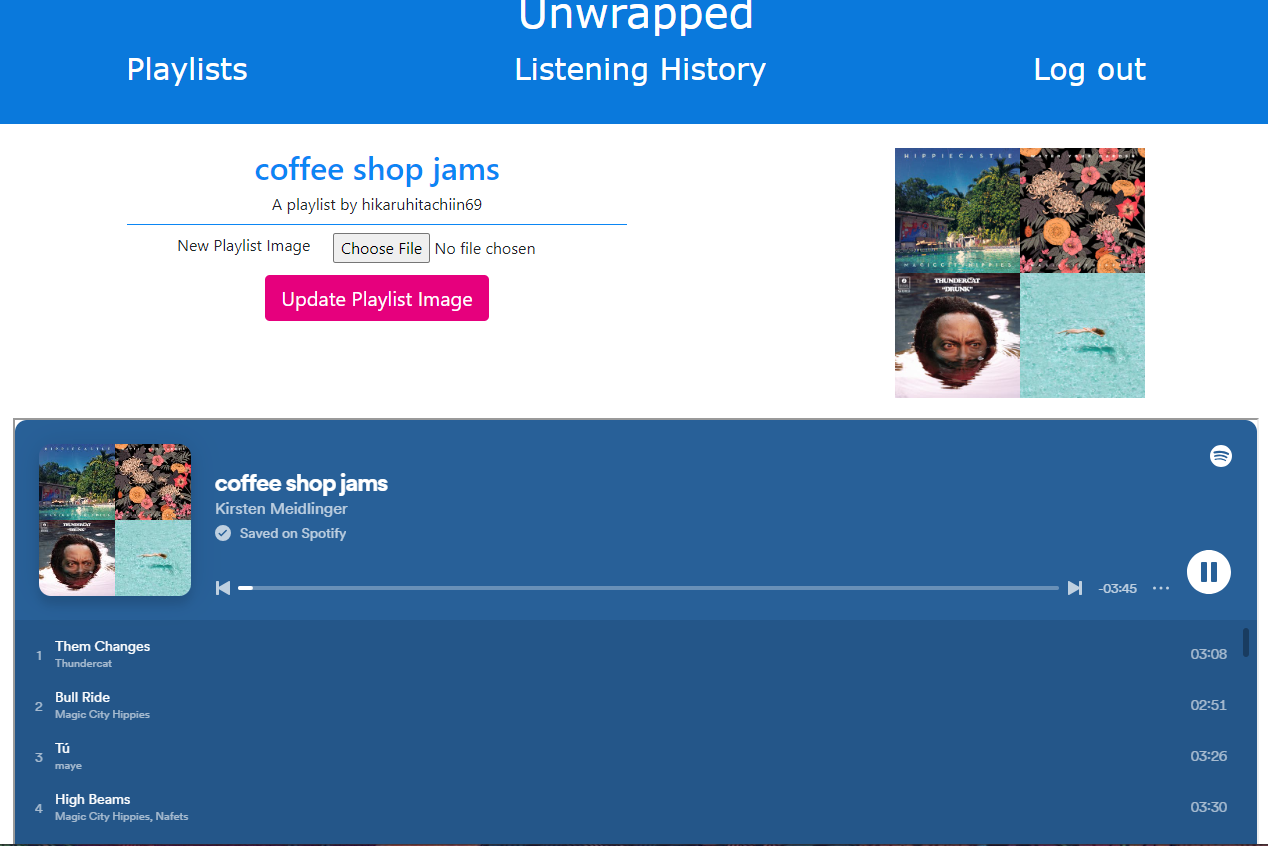 Unwrapped
Playlists
Listening History
Log out
coffee shop jams
A playlist by hikaruhitachiin69
New Playlist Image
Choose File No file chosen
Update Playlist Image
HIPPIECASTLE
MAGIC CITY HIPPIES
THUNDERCAT
"DRUNK"
coffee shop jams
Kirsten Meidlinger
Saved on Spotify
-03:45
1
Them Changes
Thundercat
03:08
2
Bull Ride
Magic City Hippies
02:51
3
Tú
maye
03:26
4
High Beams
Magic City Hippies, Nafets
03:30